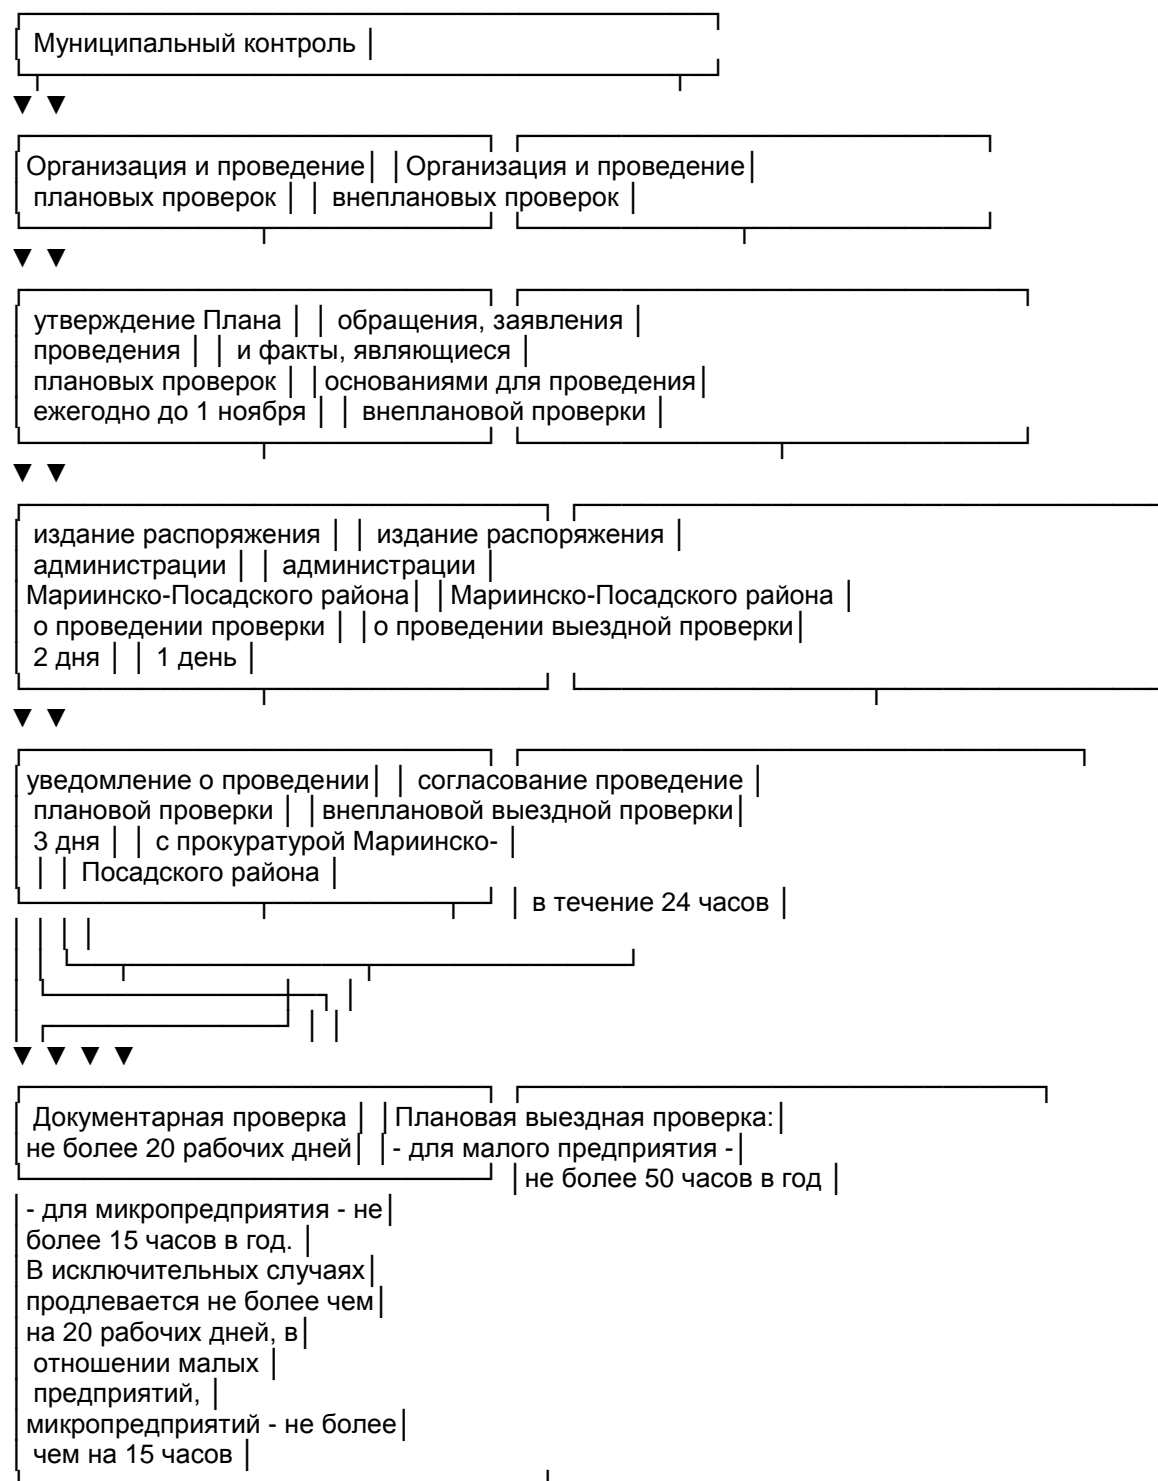 Муниципальный контроль
▼ ▼
Организация и проведение│ │Организация и проведение│
плановых проверок │ │ внеплановых проверок │
▼ ▼
утверждение Плана │ │ обращения, заявления │
проведения │ │ и факты, являющиеся │
плановых проверок │ │основаниями для проведения│
ежегодно до 1 ноября │ │ внеплановой проверки │
▼ ▼
издание распоряжения │ │ издание распоряжения │
администрации │ │ администрации │
Мариинско-Посадского района│ │Мариинско-Посадского района │
о проведении проверки │ │о проведении выездной проверки│
2 дня │ │ 1 день │
▼ ▼
уведомление о проведении│ │ согласование проведение │
плановой проверки │ │внеплановой выездной проверки│
3 дня │ │ с прокуратурой Мариинско- │
│ │ │ Посадского района │
│ в течение 24 часов │
▼ ▼ ▼ ▼
Документарная проверка │ │Плановая выездная проверка:│
не более 20 рабочих дней│ │- для малого предприятия -│
│не более 50 часов в год │
│- для микропредприятия - не│
│более 15 часов в год. │
│В исключительных случаях│
│продлевается не более чем│
│на 20 рабочих дней, в│
│ отношении малых │
│ предприятий, │
│микропредприятий - не более│
│ чем на 15 часов │